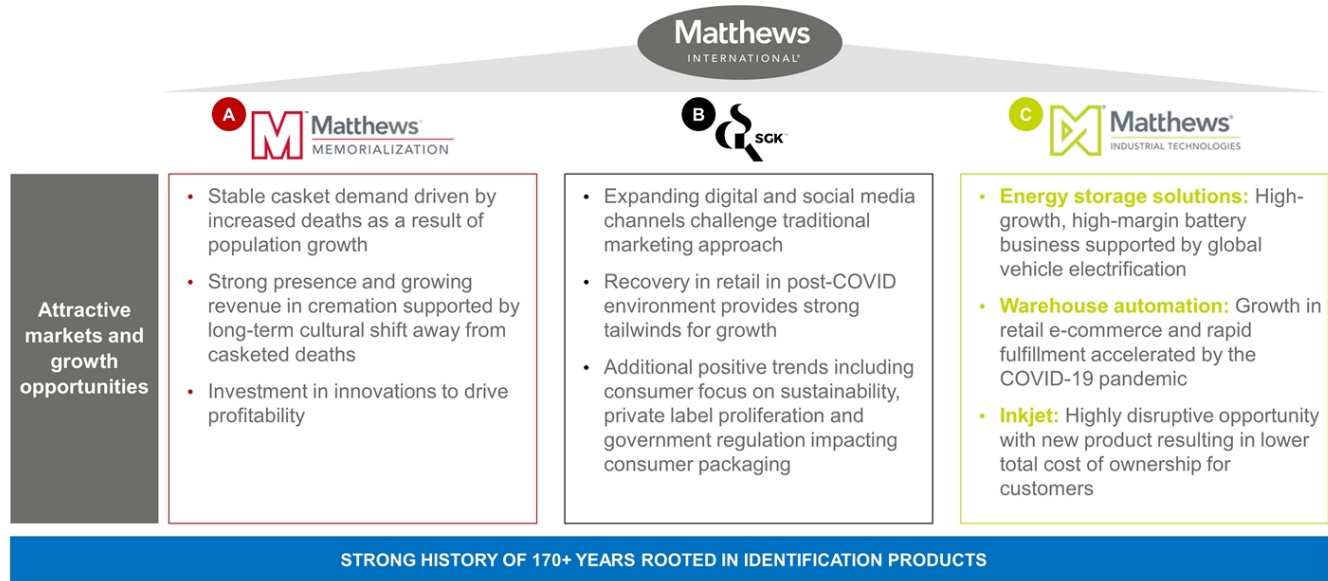 Matthews
INTERNATIONAL®
A
Matthews®
MEMORIALIZATION
B
SGK™
C
Matthews®
INDUSTRIAL TECHNOLOGIES
Attractive
markets and
growth
opportunities
• Stable casket demand driven by
increased deaths as a result of
population growth
• Strong presence and growing
revenue in cremation supported by
long-term cultural shift away from
casketed deaths
• Investment in innovations to drive
profitability
• Expanding digital and social media
channels challenge traditional
marketing approach
• Recovery in retail in post-COVID
environment provides strong
tailwinds for growth
• Additional positive trends including
consumer focus on sustainability,
private label proliferation and
government regulation impacting
consumer packaging
• Energy storage solutions: High-
growth, high-margin battery
business supported by global
vehicle electrification
• Warehouse automation: Growth in
retail e-commerce and rapid
fulfillment accelerated by the
COVID-19 pandemic
• Inkjet: Highly disruptive opportunity
with new product resulting in lower
total cost of ownership for
customers
STRONG HISTORY OF 170+ YEARS ROOTED IN IDENTIFICATION PRODUCTS